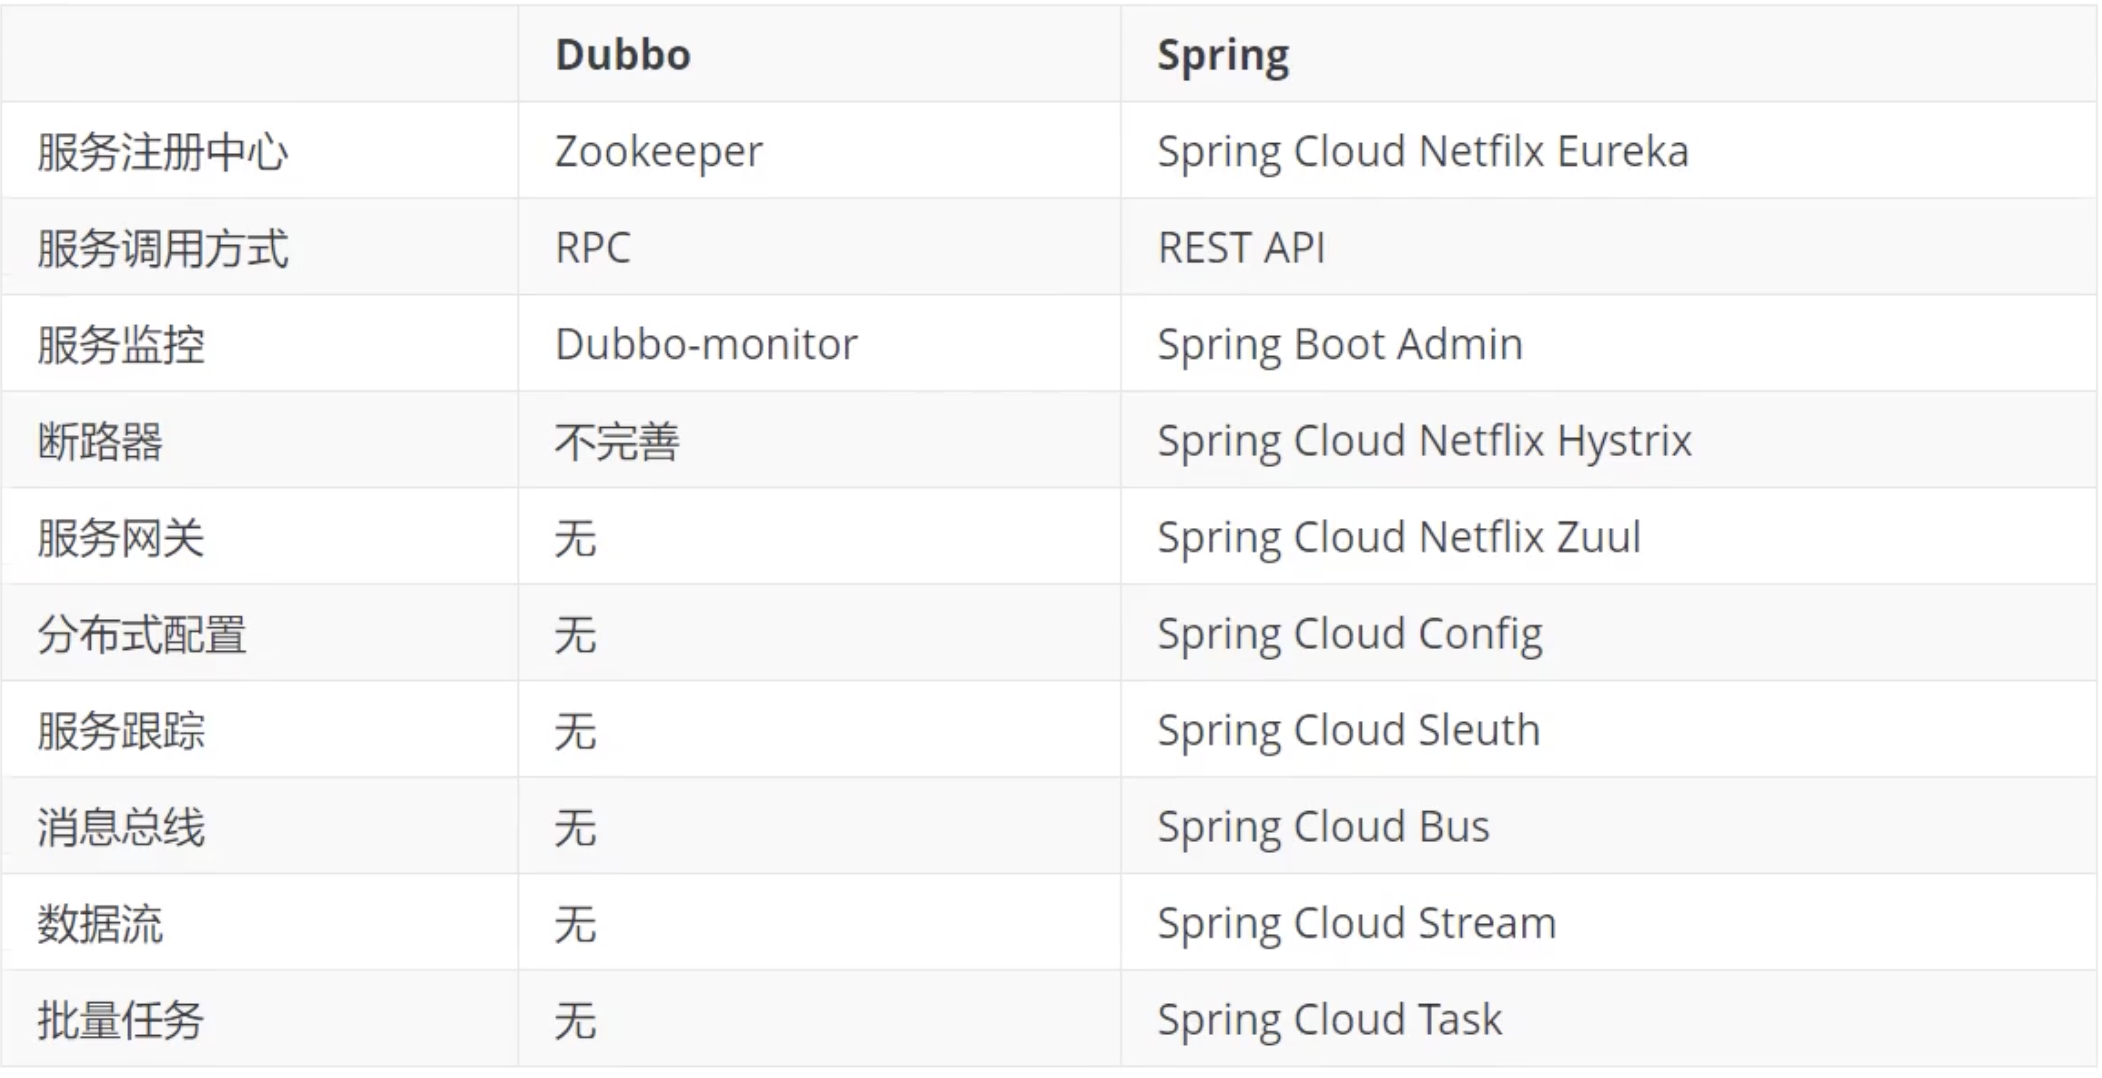 Dubbo Spring
服务注册中心 Zookeeper Spring Cloud Netfilx Eureka
服务调用方式 RPC REST API
服务监控 Dubbo-monitor Spring Boot Admin
断路器 不完善 Spring Cloud Netflix Hystrix
服务网关 无 Spring Cloud Netflix Zuul
分布式配置 无 Spring Cloud Config
服务跟踪 无 Spring Cloud Sleuth
消息总线 无 Spring Cloud Bus
数据流 无 Spring Cloud Stream
批量任务 无 Spring Cloud Task